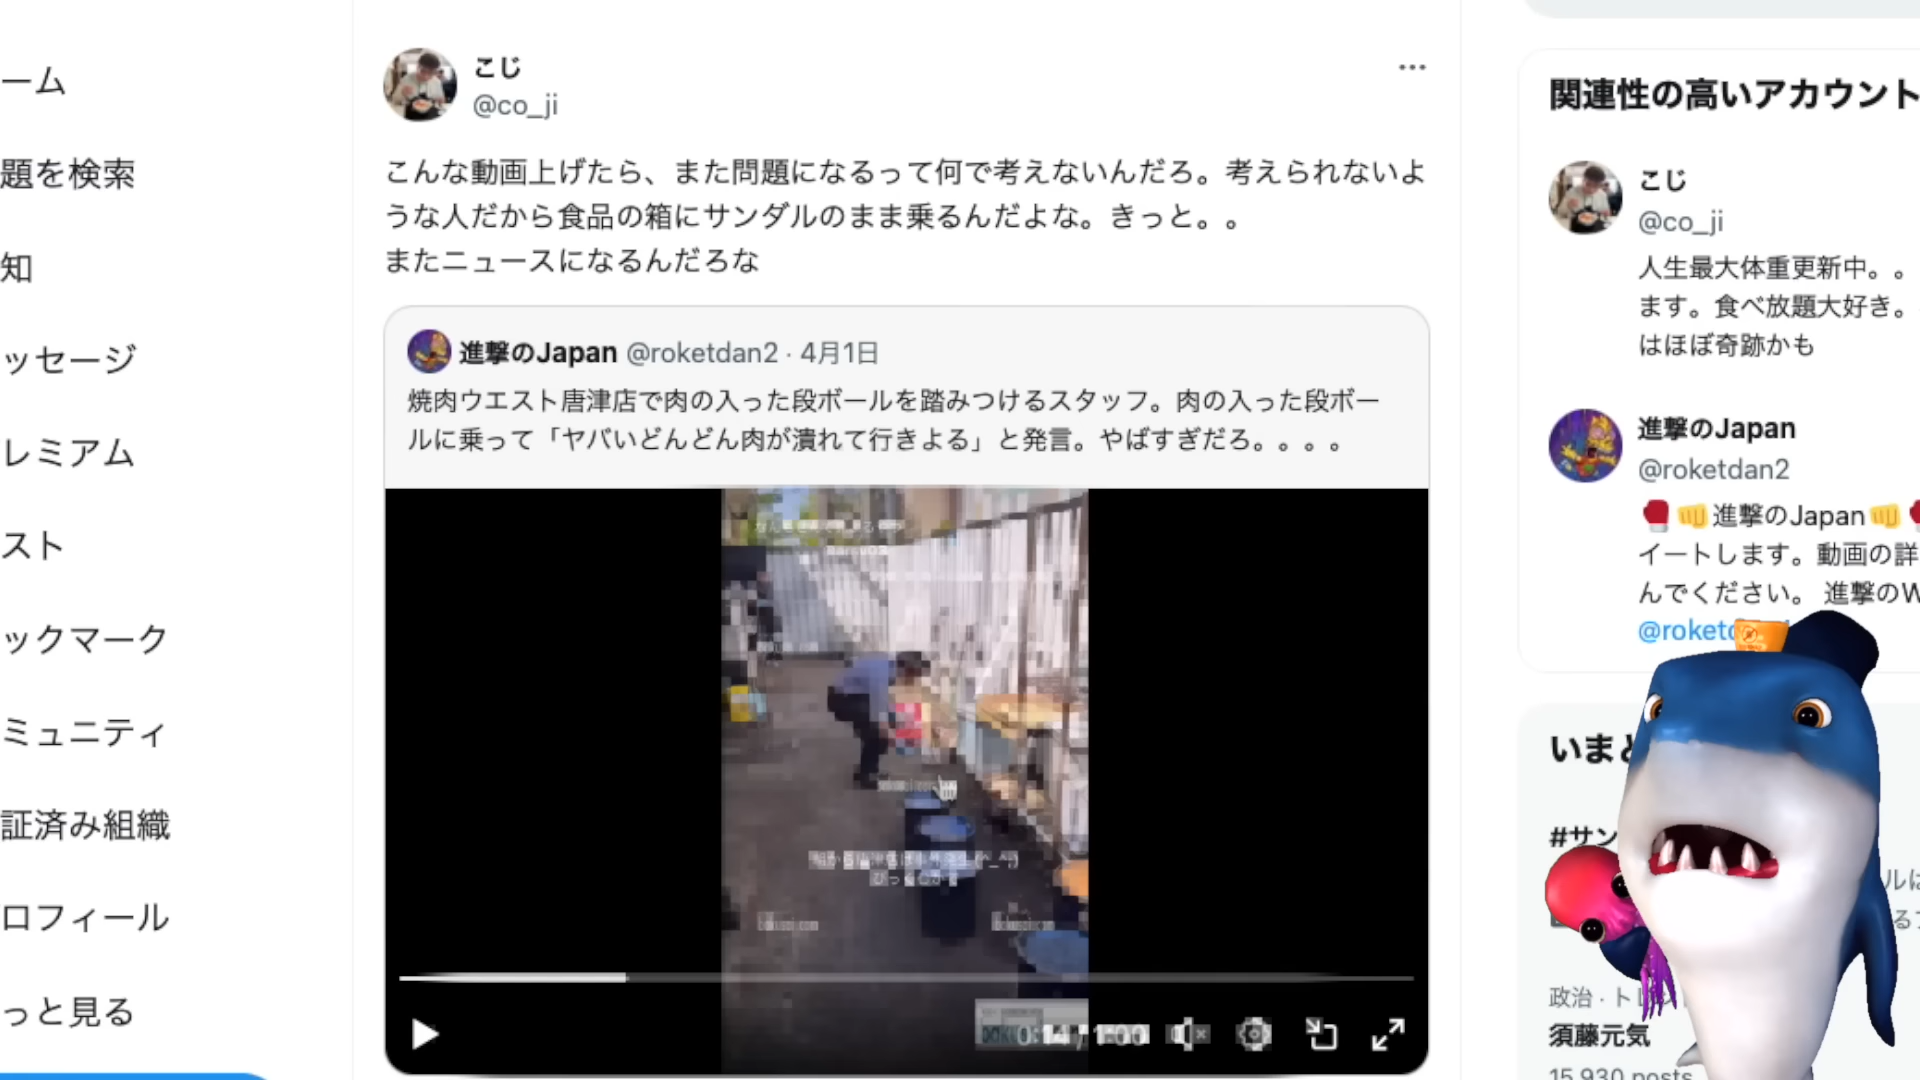 ーム
題を検索
知
ッセージ
レミアム
スト
ックマーク
ミュニティ
証済み組織
ロフィール
っと見る
こじ
@co_ji
こんな動画上げたら、また問題になるって何で考えないんだろ。考えられないよ
うな人だから食品の箱にサンダルのまま乗るんだよな。きっと。。
またニュースになるんだろな
進撃のJapan @roketdan2 · 4月1日
焼肉ウエスト唐津店で肉の入った段ボールを踏みつけるスタッフ。肉の入った段ボー
ルに乗って「ヤバいどんどん肉が潰れて行きよる」と発言。やばすぎだろ。。。。
0:14 / 1:00
関連性の高いアカウント
こじ
@co_ji
人生最大体重更新中。。
ます。食べ放題大好き。
はほぼ奇跡かも
進撃のJapan
@roketdan2
進撃のJapan
イートします。動画の詳
んでください。 進撃のW
@roketd
いまと
#サン
政治 · トレンド
須藤元気
15,930 posts